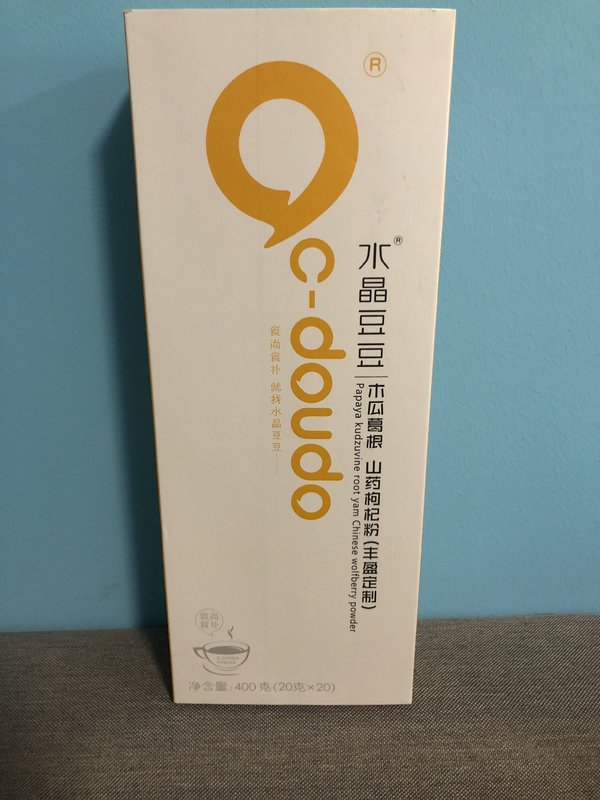 ®
c-doudo
水晶豆豆®
木瓜葛根 山药枸杞粉(丰盈定制)
Papaya kudzuvine root yam Chinese wolfberry powder
食尚食补 就找水晶豆豆……
食尚
食补
净含量:400克(20克×20)